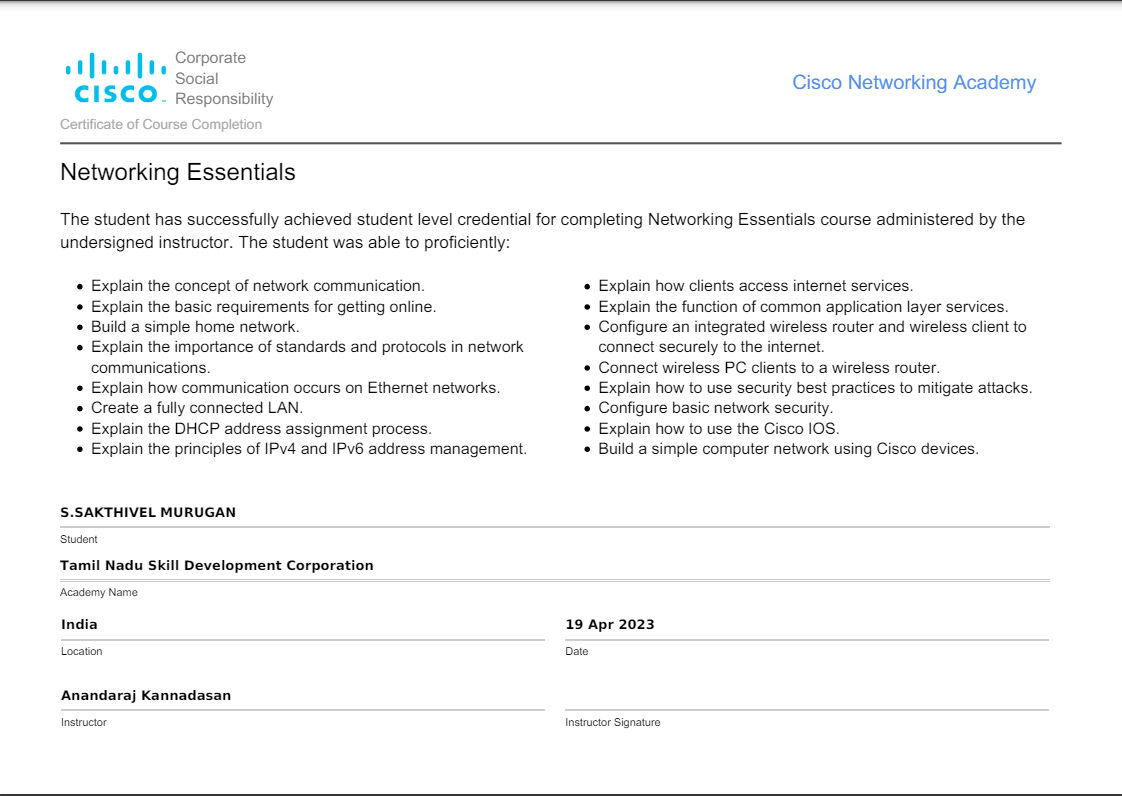 Corporate
Social
CISCO
Responsibility
Cisco Networking Academy
Certificate of Course Completion
Networking Essentials
The student has successfully achieved student level credential for completing Networking Essentials course administered by the
undersigned instructor. The student was able to proficiently:
• Explain the concept of network communication.
• Explain the basic requirements for getting online.
• Build a simple home network.
• Explain the importance of standards and protocols in network
communications.
• Explain how communication occurs on Ethernet networks.
• Create a fully connected LAN.
• Explain the DHCP address assignment process.
• Explain the principles of IPv4 and IPv6 address management.
• Explain how clients access internet services.
• Explain the function of common application layer services.
• Configure an integrated wireless router and wireless client to
connect securely to the internet.
• Connect wireless PC clients to a wireless router.
• Explain how to use security best practices to mitigate attacks.
• Configure basic network security.
• Explain how to use the Cisco IOS.
• Build a simple computer network using Cisco devices.
S.SAKTHIVEL MURUGAN
Student
Tamil Nadu Skill Development Corporation
Academy Name
India
Location
19 Apr 2023
Date
Anandaraj Kannadasan
Instructor
Instructor Signature